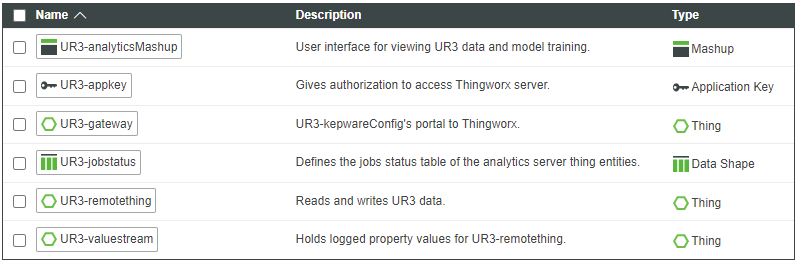 Name Description Type
UR3-analyticsMashup User interface for viewing UR3 data and model training. Mashup
UR3-appkey Gives authorization to access Thingworx server. Application Key
UR3-gateway UR3-kepwareConfig's portal to Thingworx. Thing
UR3-jobstatus Defines the jobs status table of the analytics server thing entities. Data Shape
UR3-remotething Reads and writes UR3 data. Thing
UR3-valuestream Holds logged property values for UR3-remotething. Thing